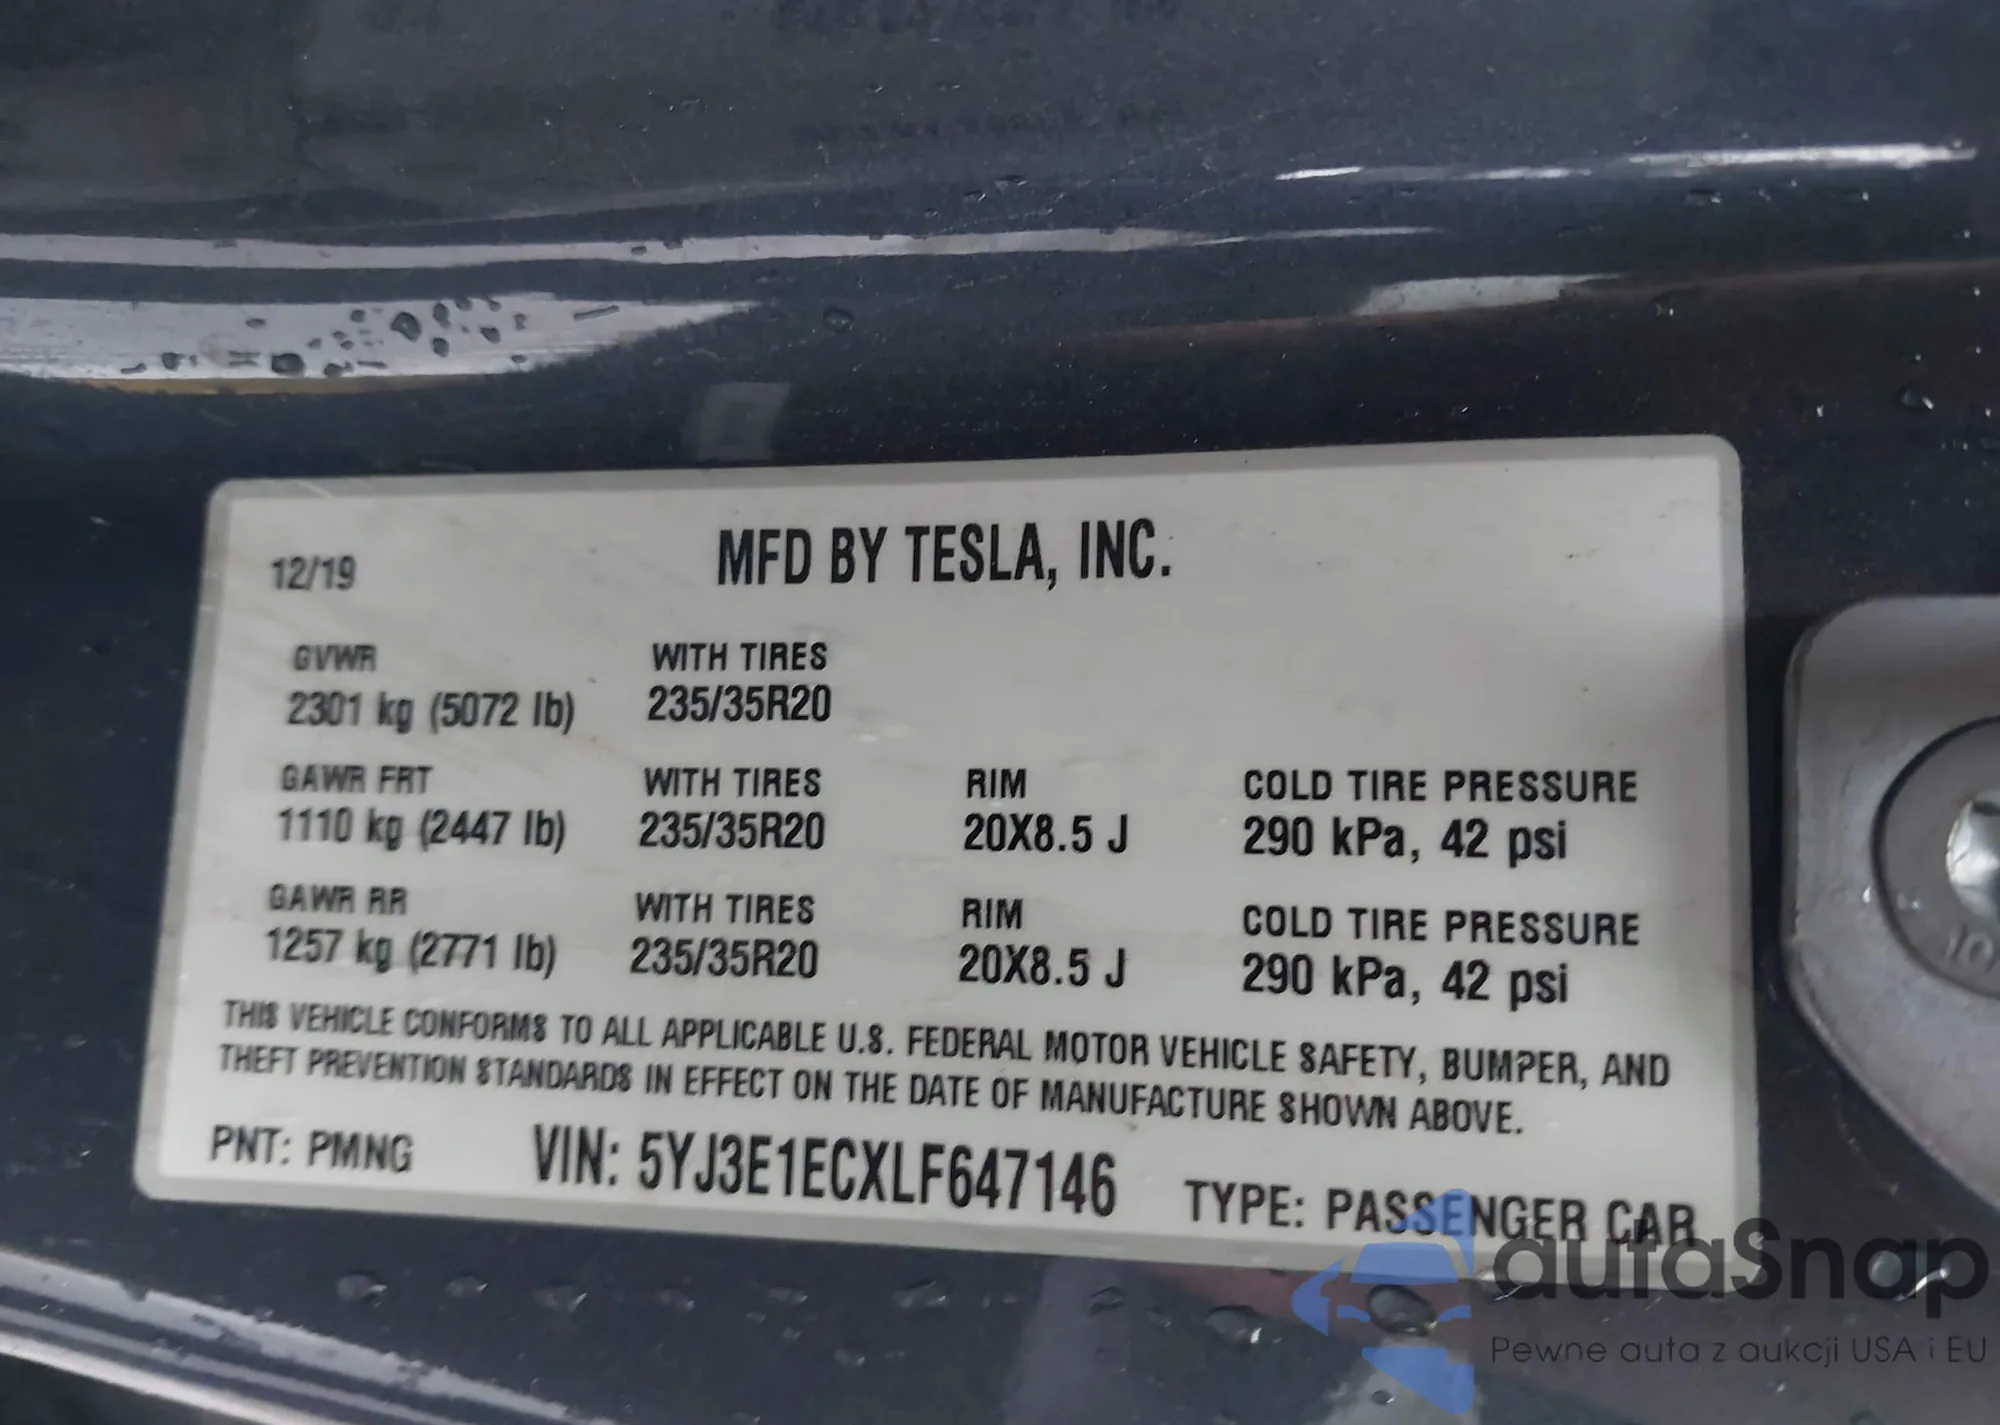 12/19
MFD BY TESLA, INC.
GVWR WITH TIRES
2301 kg (5072 lb) 235/35R20
GAWR FRT WITH TIRES RIM COLD TIRE PRESSURE
1110 kg (2447 lb) 235/35R20 20X8.5 J 290 kPa, 42 psi
GAWR RR WITH TIRES RIM COLD TIRE PRESSURE
1257 kg (2771 lb) 235/35R20 20X8.5 J 290 kPa, 42 psi
THIS VEHICLE CONFORMS TO ALL APPLICABLE U.S. FEDERAL MOTOR VEHICLE SAFETY, BUMPER, AND
THEFT PREVENTION STANDARDS IN EFFECT ON THE DATE OF MANUFACTURE SHOWN ABOVE.
PNT: PMNG VIN: 5YJ3E1ECXLF647146 TYPE: PASSENGER CAR
autaSnap
Pewne auta z aukcji USA i EU
10